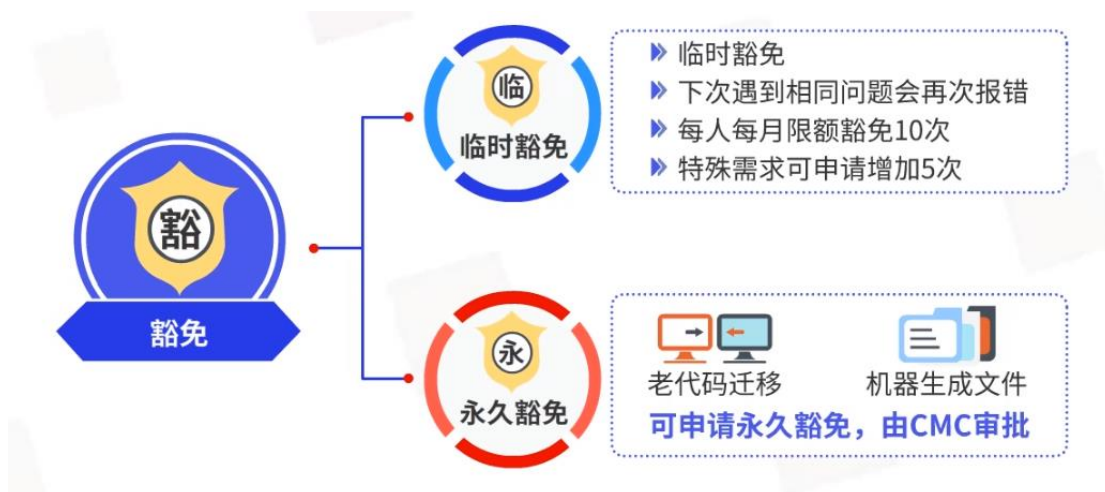 豁
豁免
临
临时豁免
临时豁免
下次遇到相同问题会再次报错
每人每月限额豁免10次
特殊需求可申请增加5次
永
永久豁免
老代码迁移
机器生成文件
可申请永久豁免，由CMC审批